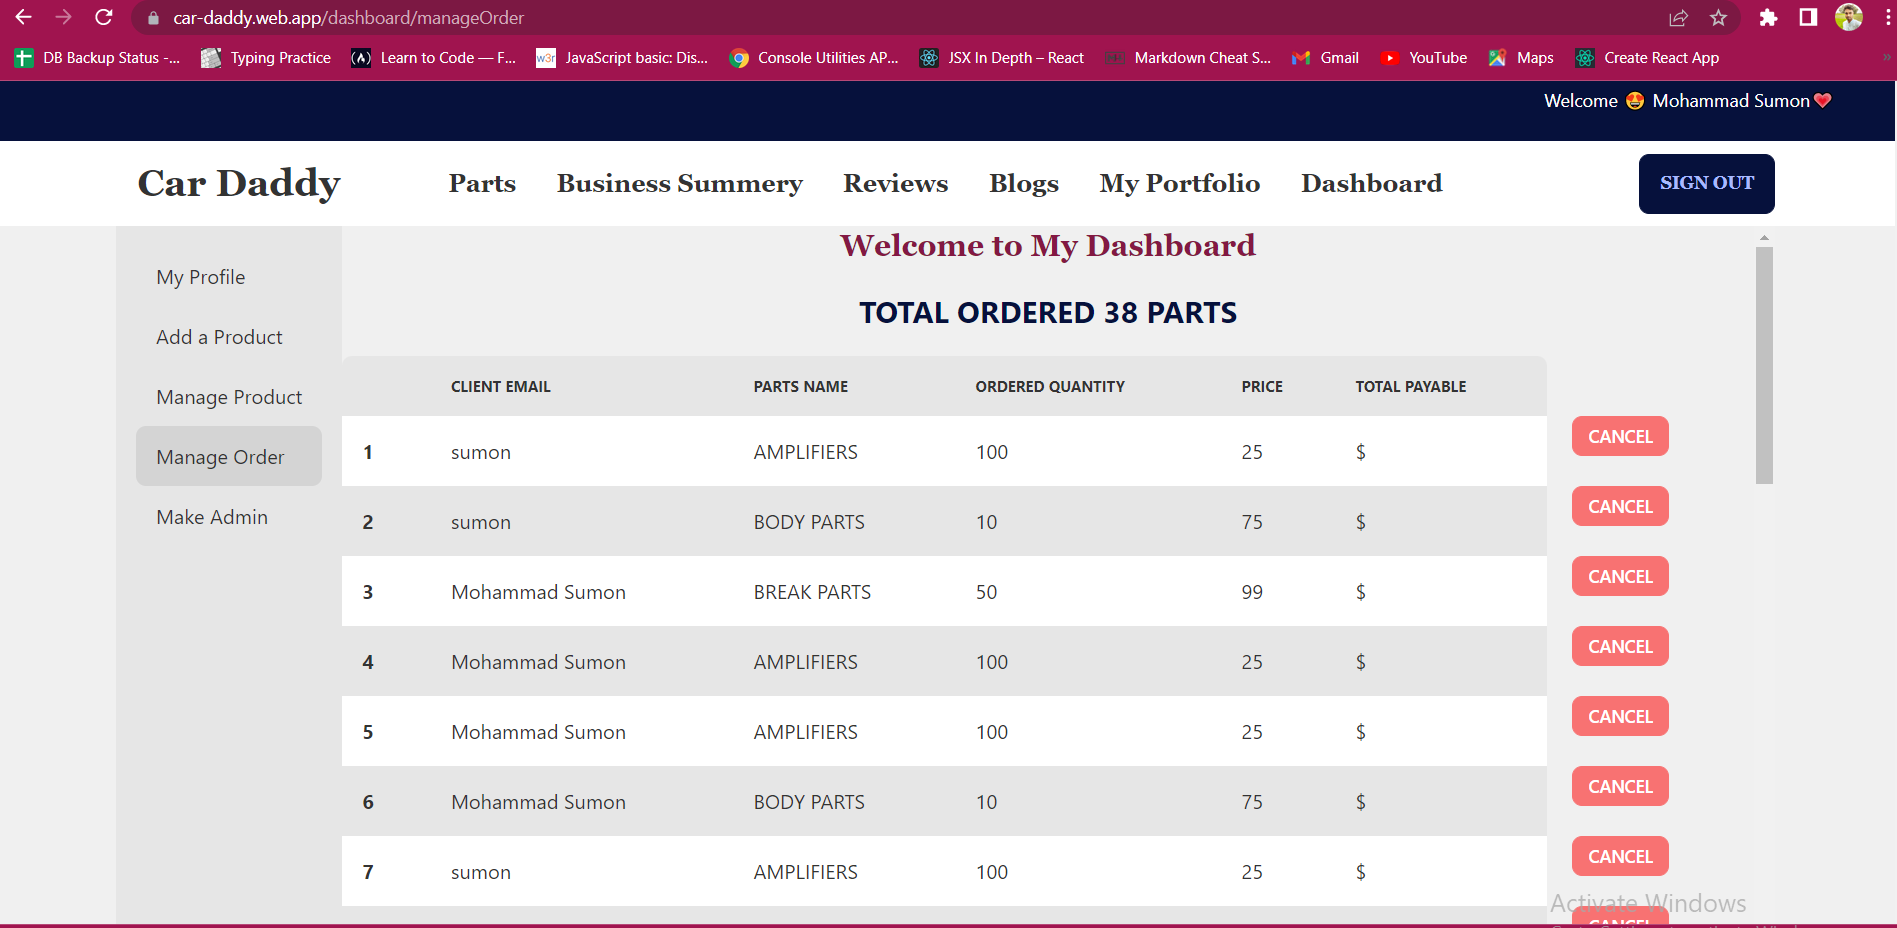 car-daddy.web.app/dashboard/manageOrder
DB Backup Status -... Typing Practice Learn to Code — F... w3r JavaScript basic: Dis... Console Utilities AP... JSX In Depth – React Markdown Cheat S... Gmail YouTube Maps Create React App »
Welcome 😍 Mohammad Sumon❤️
Car Daddy Parts Business Summery Reviews Blogs My Portfolio Dashboard SIGN OUT
My Profile
Add a Product
Manage Product
Manage Order
Make Admin
Welcome to My Dashboard
TOTAL ORDERED 38 PARTS
CLIENT EMAIL PARTS NAME ORDERED QUANTITY PRICE TOTAL PAYABLE
1 sumon AMPLIFIERS 100 25 $ CANCEL
2 sumon BODY PARTS 10 75 $ CANCEL
3 Mohammad Sumon BREAK PARTS 50 99 $ CANCEL
4 Mohammad Sumon AMPLIFIERS 100 25 $ CANCEL
5 Mohammad Sumon AMPLIFIERS 100 25 $ CANCEL
6 Mohammad Sumon BODY PARTS 10 75 $ CANCEL
7 sumon AMPLIFIERS 100 25 $ CANCEL
Activate Windows